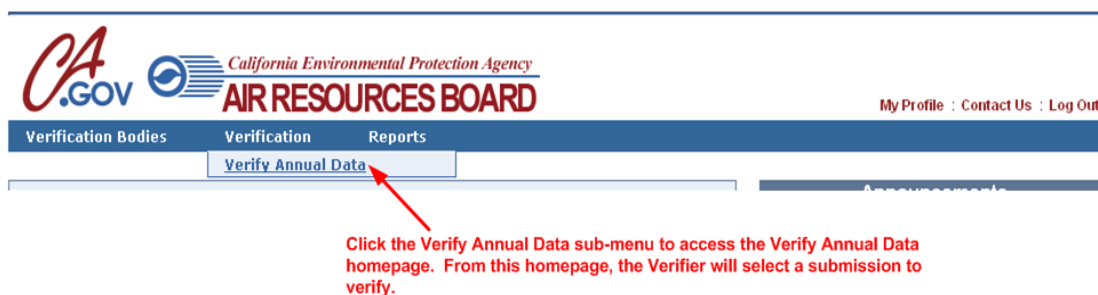 CA.GOV
California Environmental Protection Agency
AIR RESOURCES BOARD
My Profile : Contact Us : Log Out
Verification Bodies Verification Reports
Verify Annual Data
Announcements
Click the Verify Annual Data sub-menu to access the Verify Annual Data
homepage. From this homepage, the Verifier will select a submission to
verify.